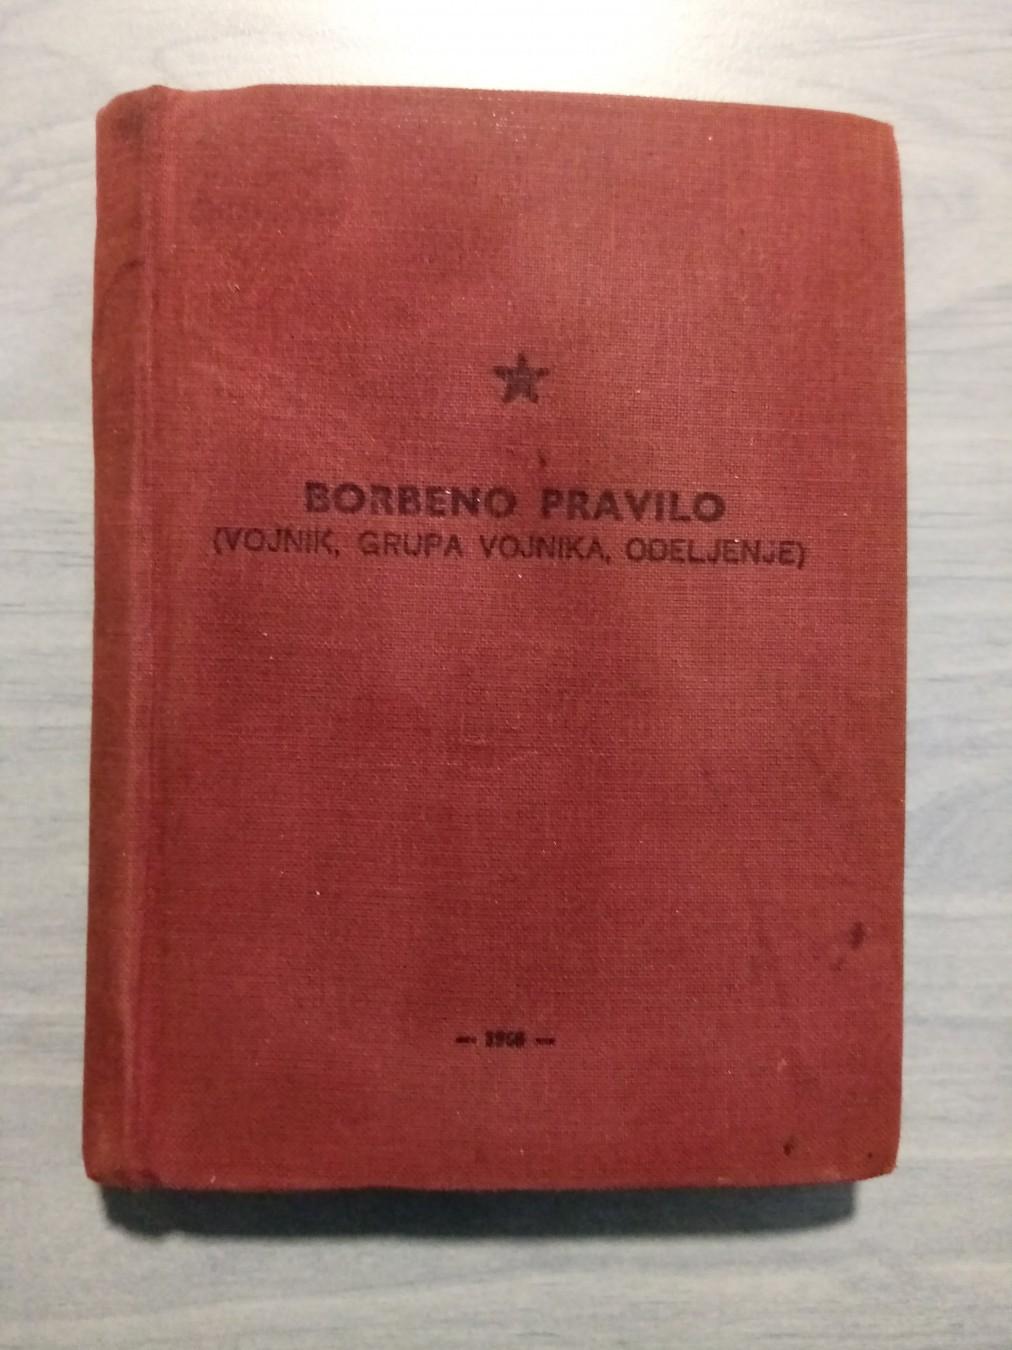 BORBENO PRAVILO
(VOJNIK, GRUPA VOJNIKA, ODELJENJE)